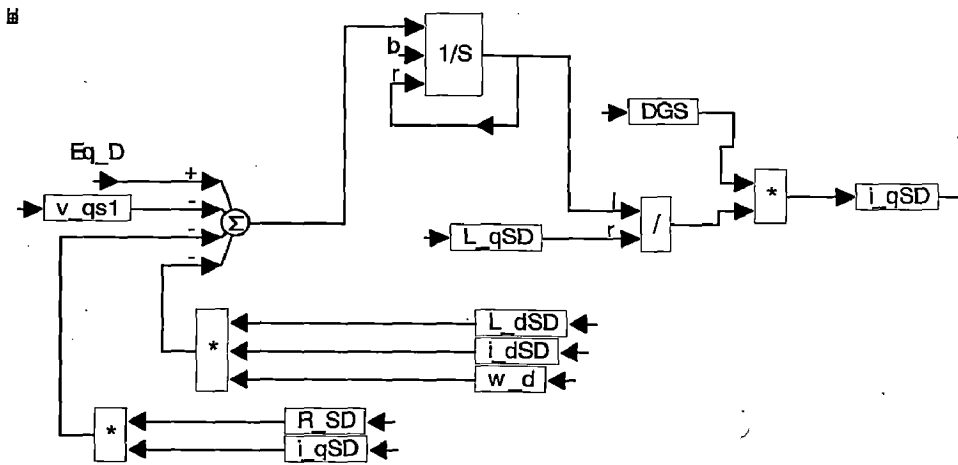 b
r
1/S
DGS
Eq_D
+
v_qs1
-
-
-
Σ
l
r
/
*
i_qSD
L_qSD
*
L_dSD
i_dSD
w_d
*
R_SD
i_qSD